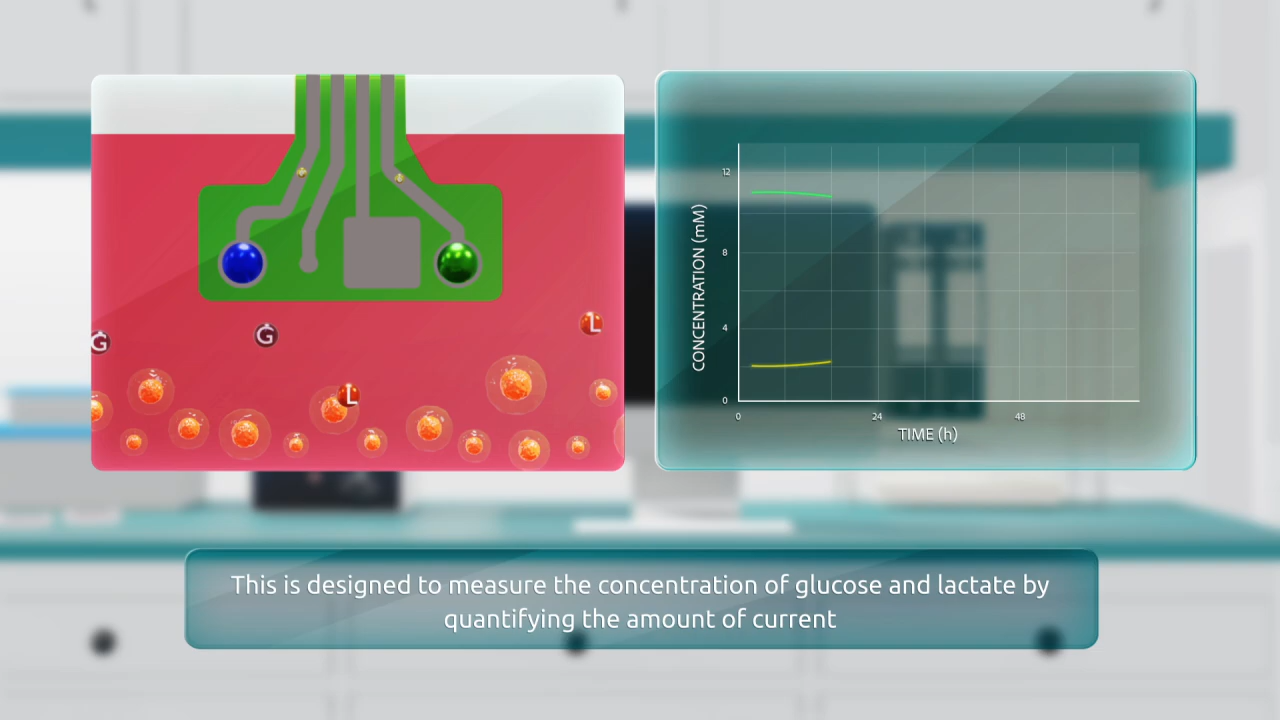 G
G
L
L
CONCENTRATION (mM)
12
8
4
0
0
24
48
TIME (h)
This is designed to measure the concentration of glucose and lactate by
quantifying the amount of current